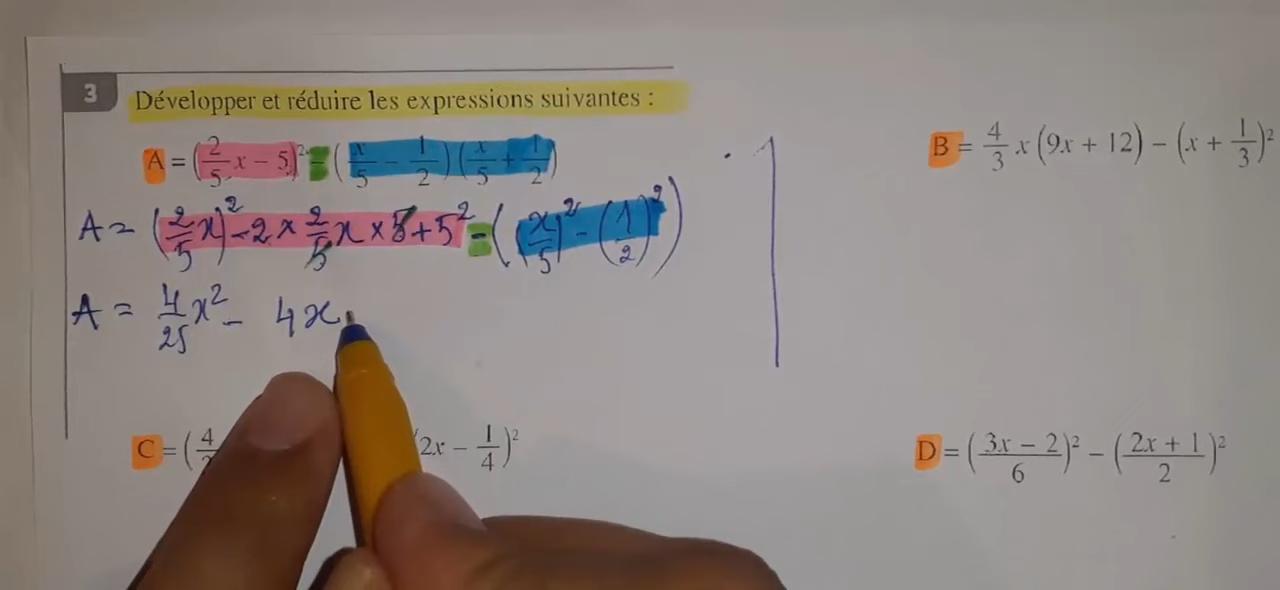 3 Développer et réduire les expressions suivantes :
A = (2/5 x − 5)² − (x/5 − 1/2)(x/5 + 1/2)
B = 4/3 x (9x + 12) − (x + 1/3)²
A = (2/5 x)² − 2 × 2/5 x × 5 + 5² − ((x/5)² − (1/2)²)
A = 4/25 x² − 4x
C = (4/ 2x − 1/4)²
D = ((3x − 2)/6)² − ((2x + 1)/2)²